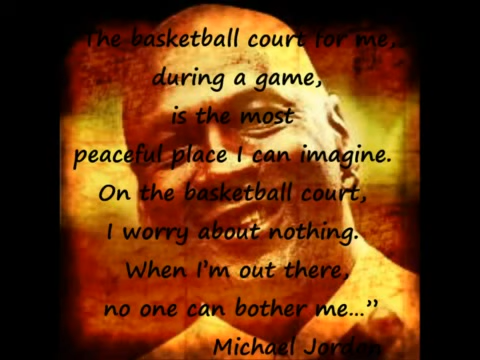 The basketball court for me,
during a game,
is the most
peaceful place I can imagine.
On the basketball court,
I worry about nothing.
When I'm out there,
no one can bother me...”
Michael Jordan